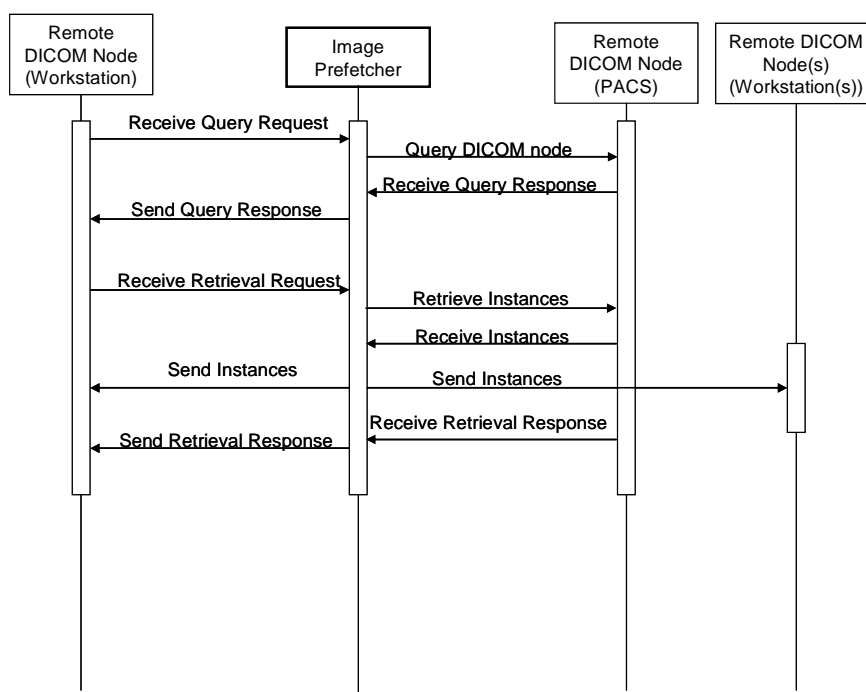 Remote
DICOM Node
(Workstation)
Image
Prefetcher
Remote
DICOM Node
(PACS)
Remote DICOM
Node(s)
(Workstation(s))
Receive Query Request
Query DICOM node
Receive Query Response
Send Query Response
Receive Retrieval Request
Retrieve Instances
Receive Instances
Send Instances
Send Instances
Receive Retrieval Response
Send Retrieval Response